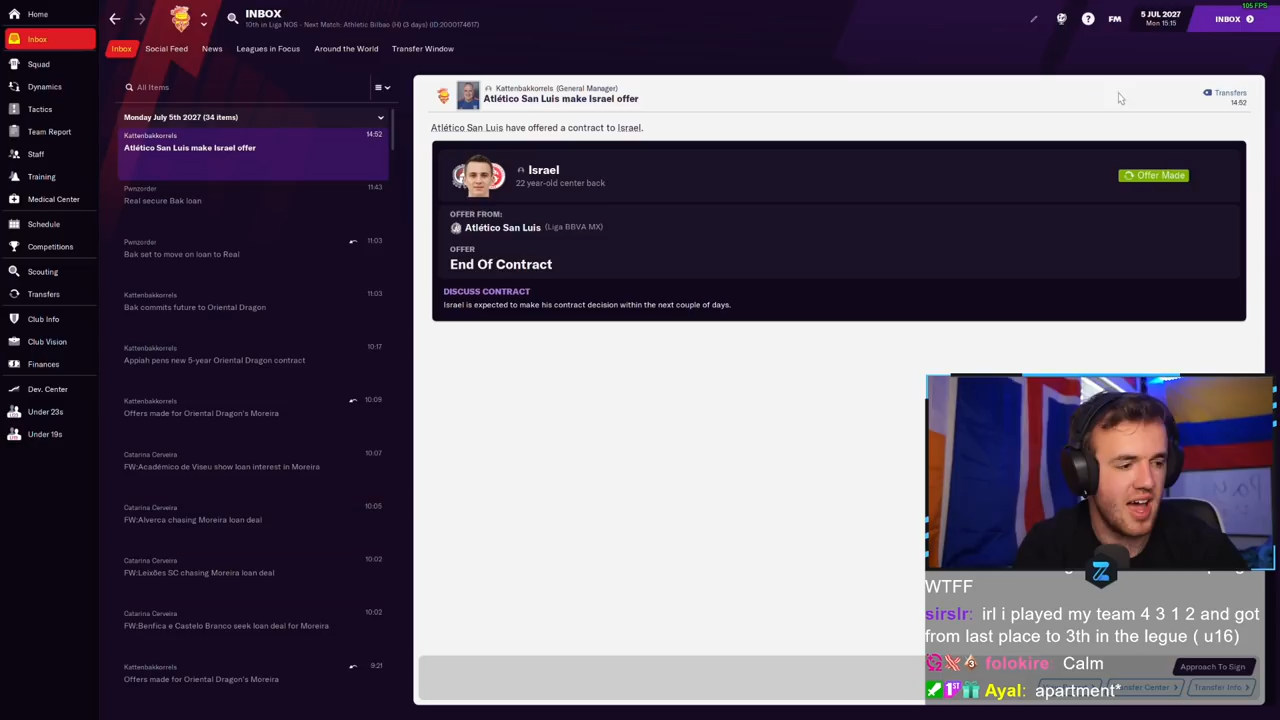 105 FPS
Home
INBOX
10th in Liga NOS - Next Match: Athletic Bilbao (H) (3 days) (ID:2000174617)
FM
5 JUL 2027
Mon 15:15
INBOX
Inbox
Inbox
Social Feed
News
Leagues in Focus
Around the World
Transfer Window
Squad
Dynamics
Tactics
Team Report
Staff
Training
Medical Center
Schedule
Competitions
Scouting
Transfers
Club Info
Club Vision
Finances
Dev. Center
Under 23s
Under 19s
All Items
Monday July 5th 2027 (34 items)
Kattenbakkorrels 14:52
Atlético San Luis make Israel offer
Pwnzorder 11:43
Real secure Bak loan
Pwnzorder 11:03
Bak set to move on loan to Real
Kattenbakkorrels 11:03
Bak commits future to Oriental Dragon
Kattenbakkorrels 10:17
Appiah pens new 5-year Oriental Dragon contract
Kattenbakkorrels 10:09
Offers made for Oriental Dragon's Moreira
Catarina Cerveira 10:07
FW:Académico de Viseu show loan interest in Moreira
Catarina Cerveira 10:05
FW:Alverca chasing Moreira loan deal
Catarina Cerveira 10:02
FW:Leixões SC chasing Moreira loan deal
Catarina Cerveira 10:02
FW:Benfica e Castelo Branco seek loan deal for Moreira
Kattenbakkorrels 9:21
Offers made for Oriental Dragon's Moreira
Kattenbakkorrels (General Manager)
Atlético San Luis make Israel offer
Transfers
14:52
Atlético San Luis have offered a contract to Israel.
Israel
22 year-old center back
Offer Made
OFFER FROM:
Atlético San Luis (Liga BBVA MX)
OFFER
End Of Contract
DISCUSS CONTRACT
Israel is expected to make his contract decision within the next couple of days.
WTFF
sirslr: irl i played my team 4 3 1 2 and got
from last place to 3th in the legue ( u16)
folokire: Calm
Approach To Sign
Ayal: apartment*
Transfer Center
Transfer Info